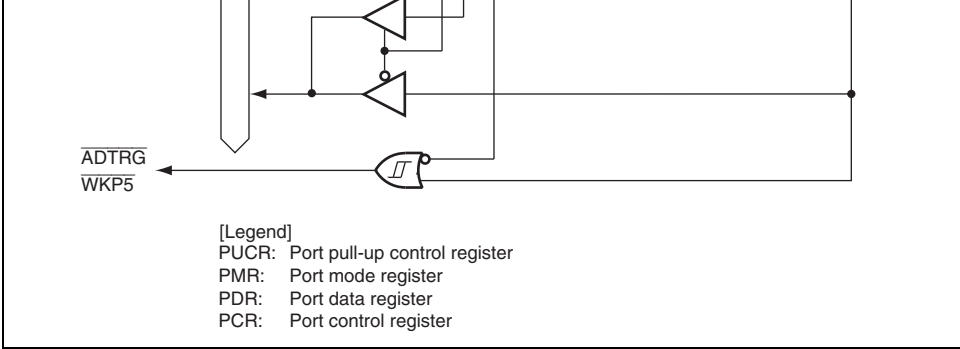 ADTRG
WKP5
[Legend]
PUCR: Port pull-up control register
PMR: Port mode register
PDR: Port data register
PCR: Port control register